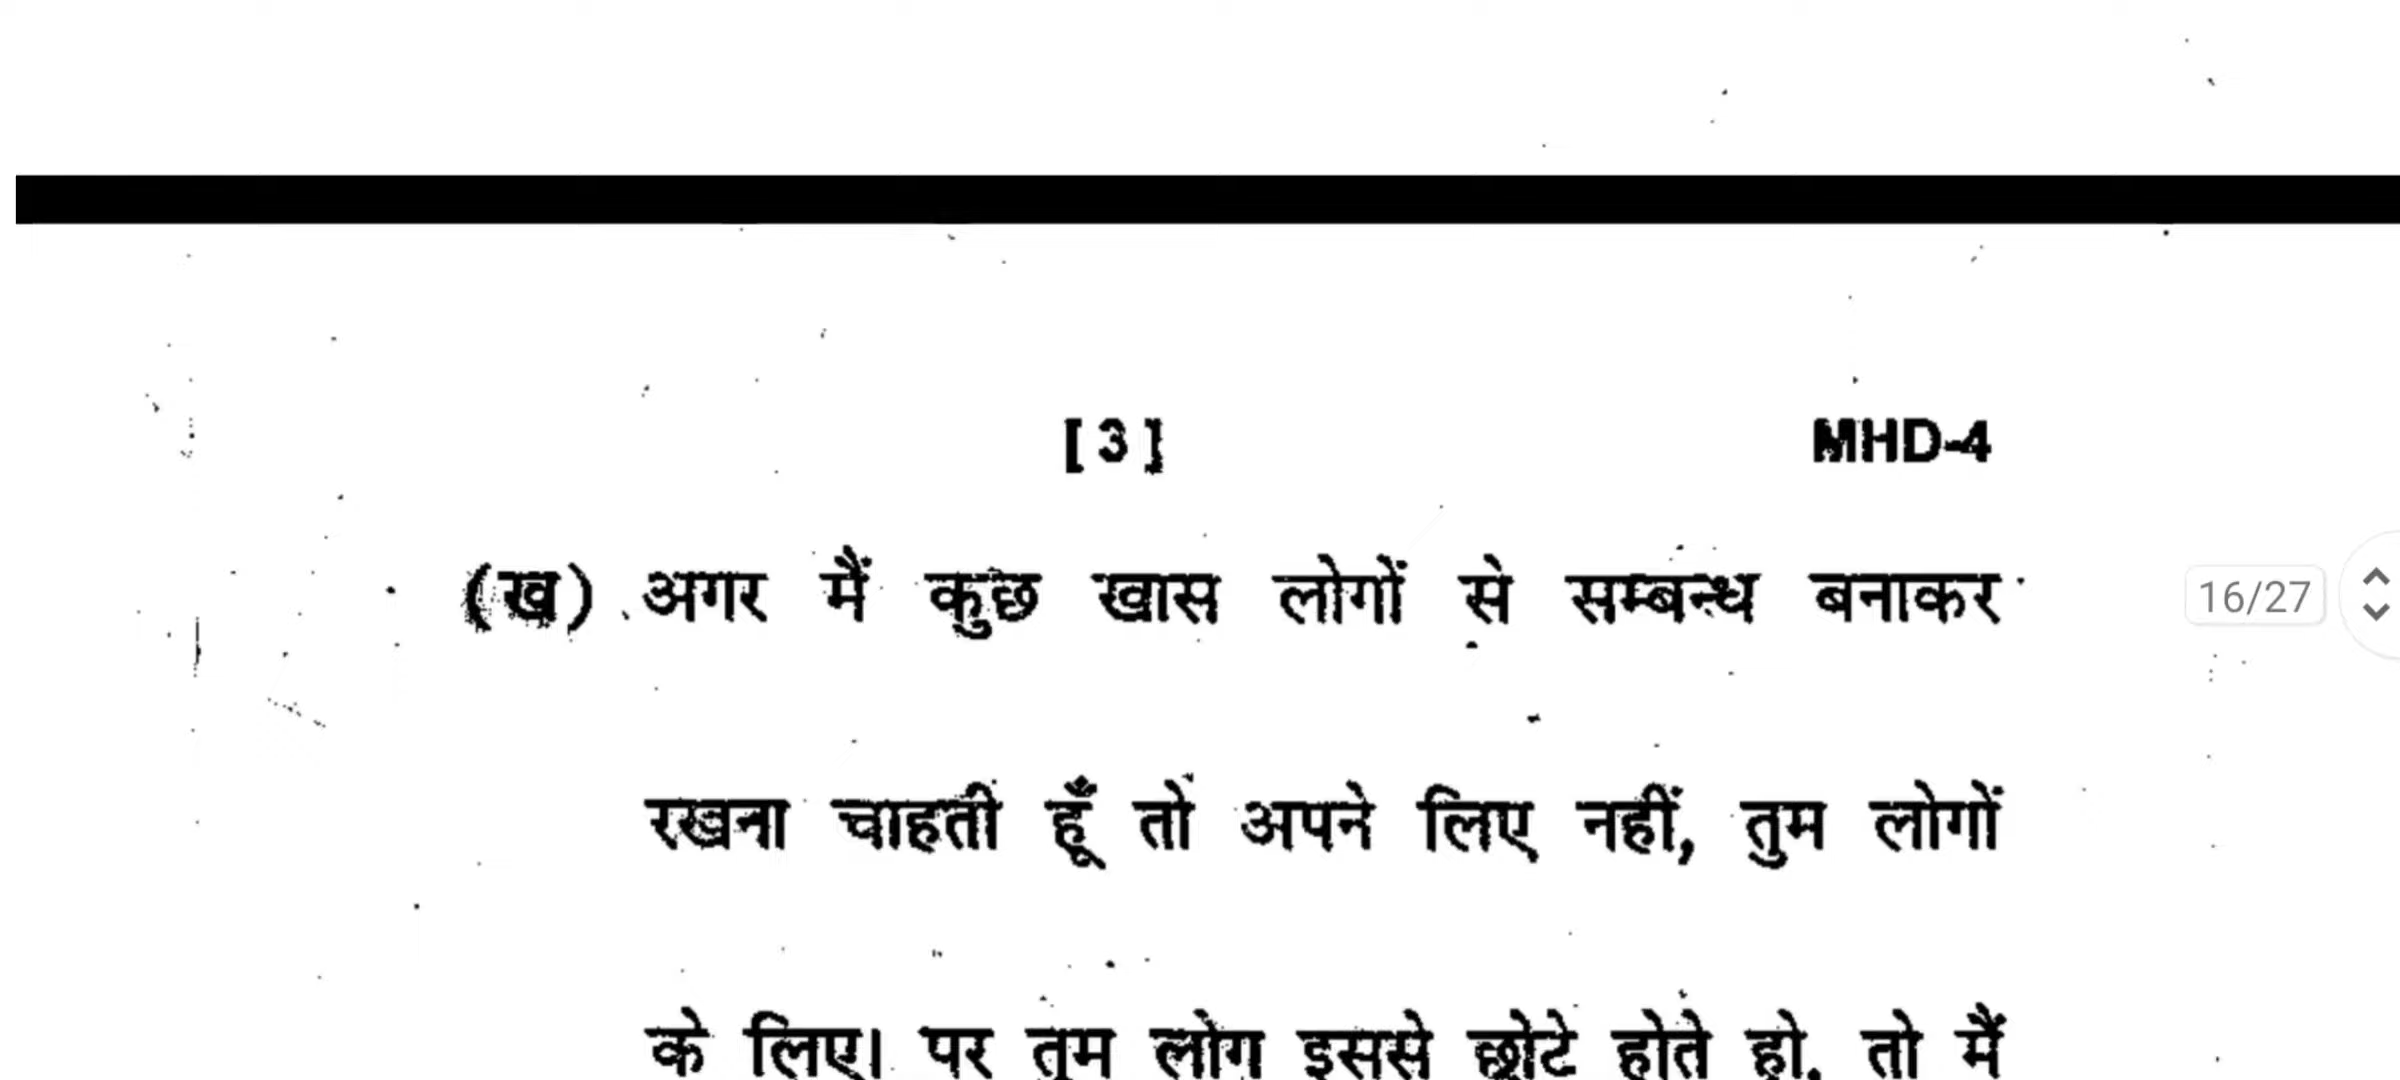 [ 3 ] MHD-4
(ख) अगर मैं कुछ खास लोगों से सम्बन्ध बनाकर
16/27
रखना चाहती हूँ तो अपने लिए नहीं, तुम लोगों
के लिए। पर तुम लोग इससे छोटे होते हो, तो मैं